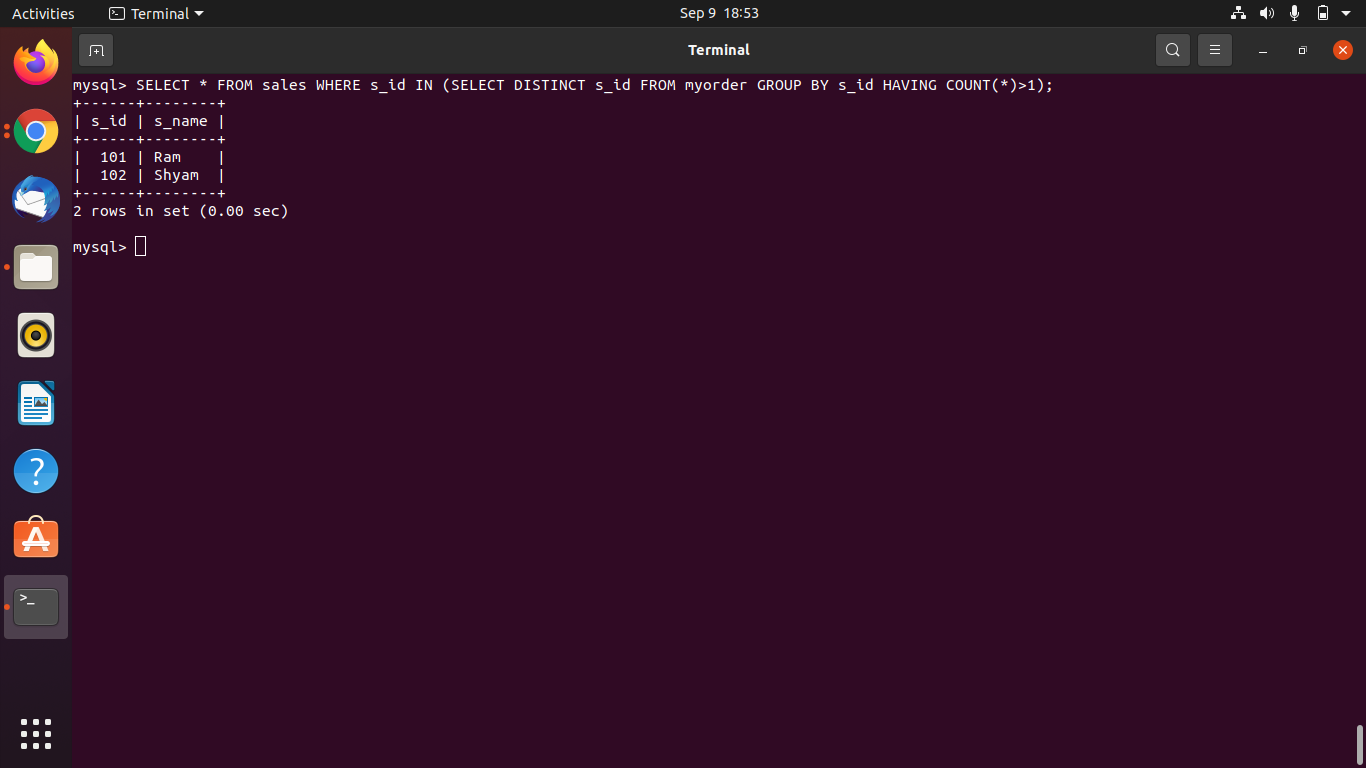 Activities Terminal Sep 9 18:53
Terminal
mysql> SELECT * FROM sales WHERE s_id IN (SELECT DISTINCT s_id FROM myorder GROUP BY s_id HAVING COUNT(*)>1);
+------+--------+
| s_id | s_name |
+------+--------+
|  101 | Ram    |
|  102 | Shyam  |
+------+--------+
2 rows in set (0.00 sec)
mysql>